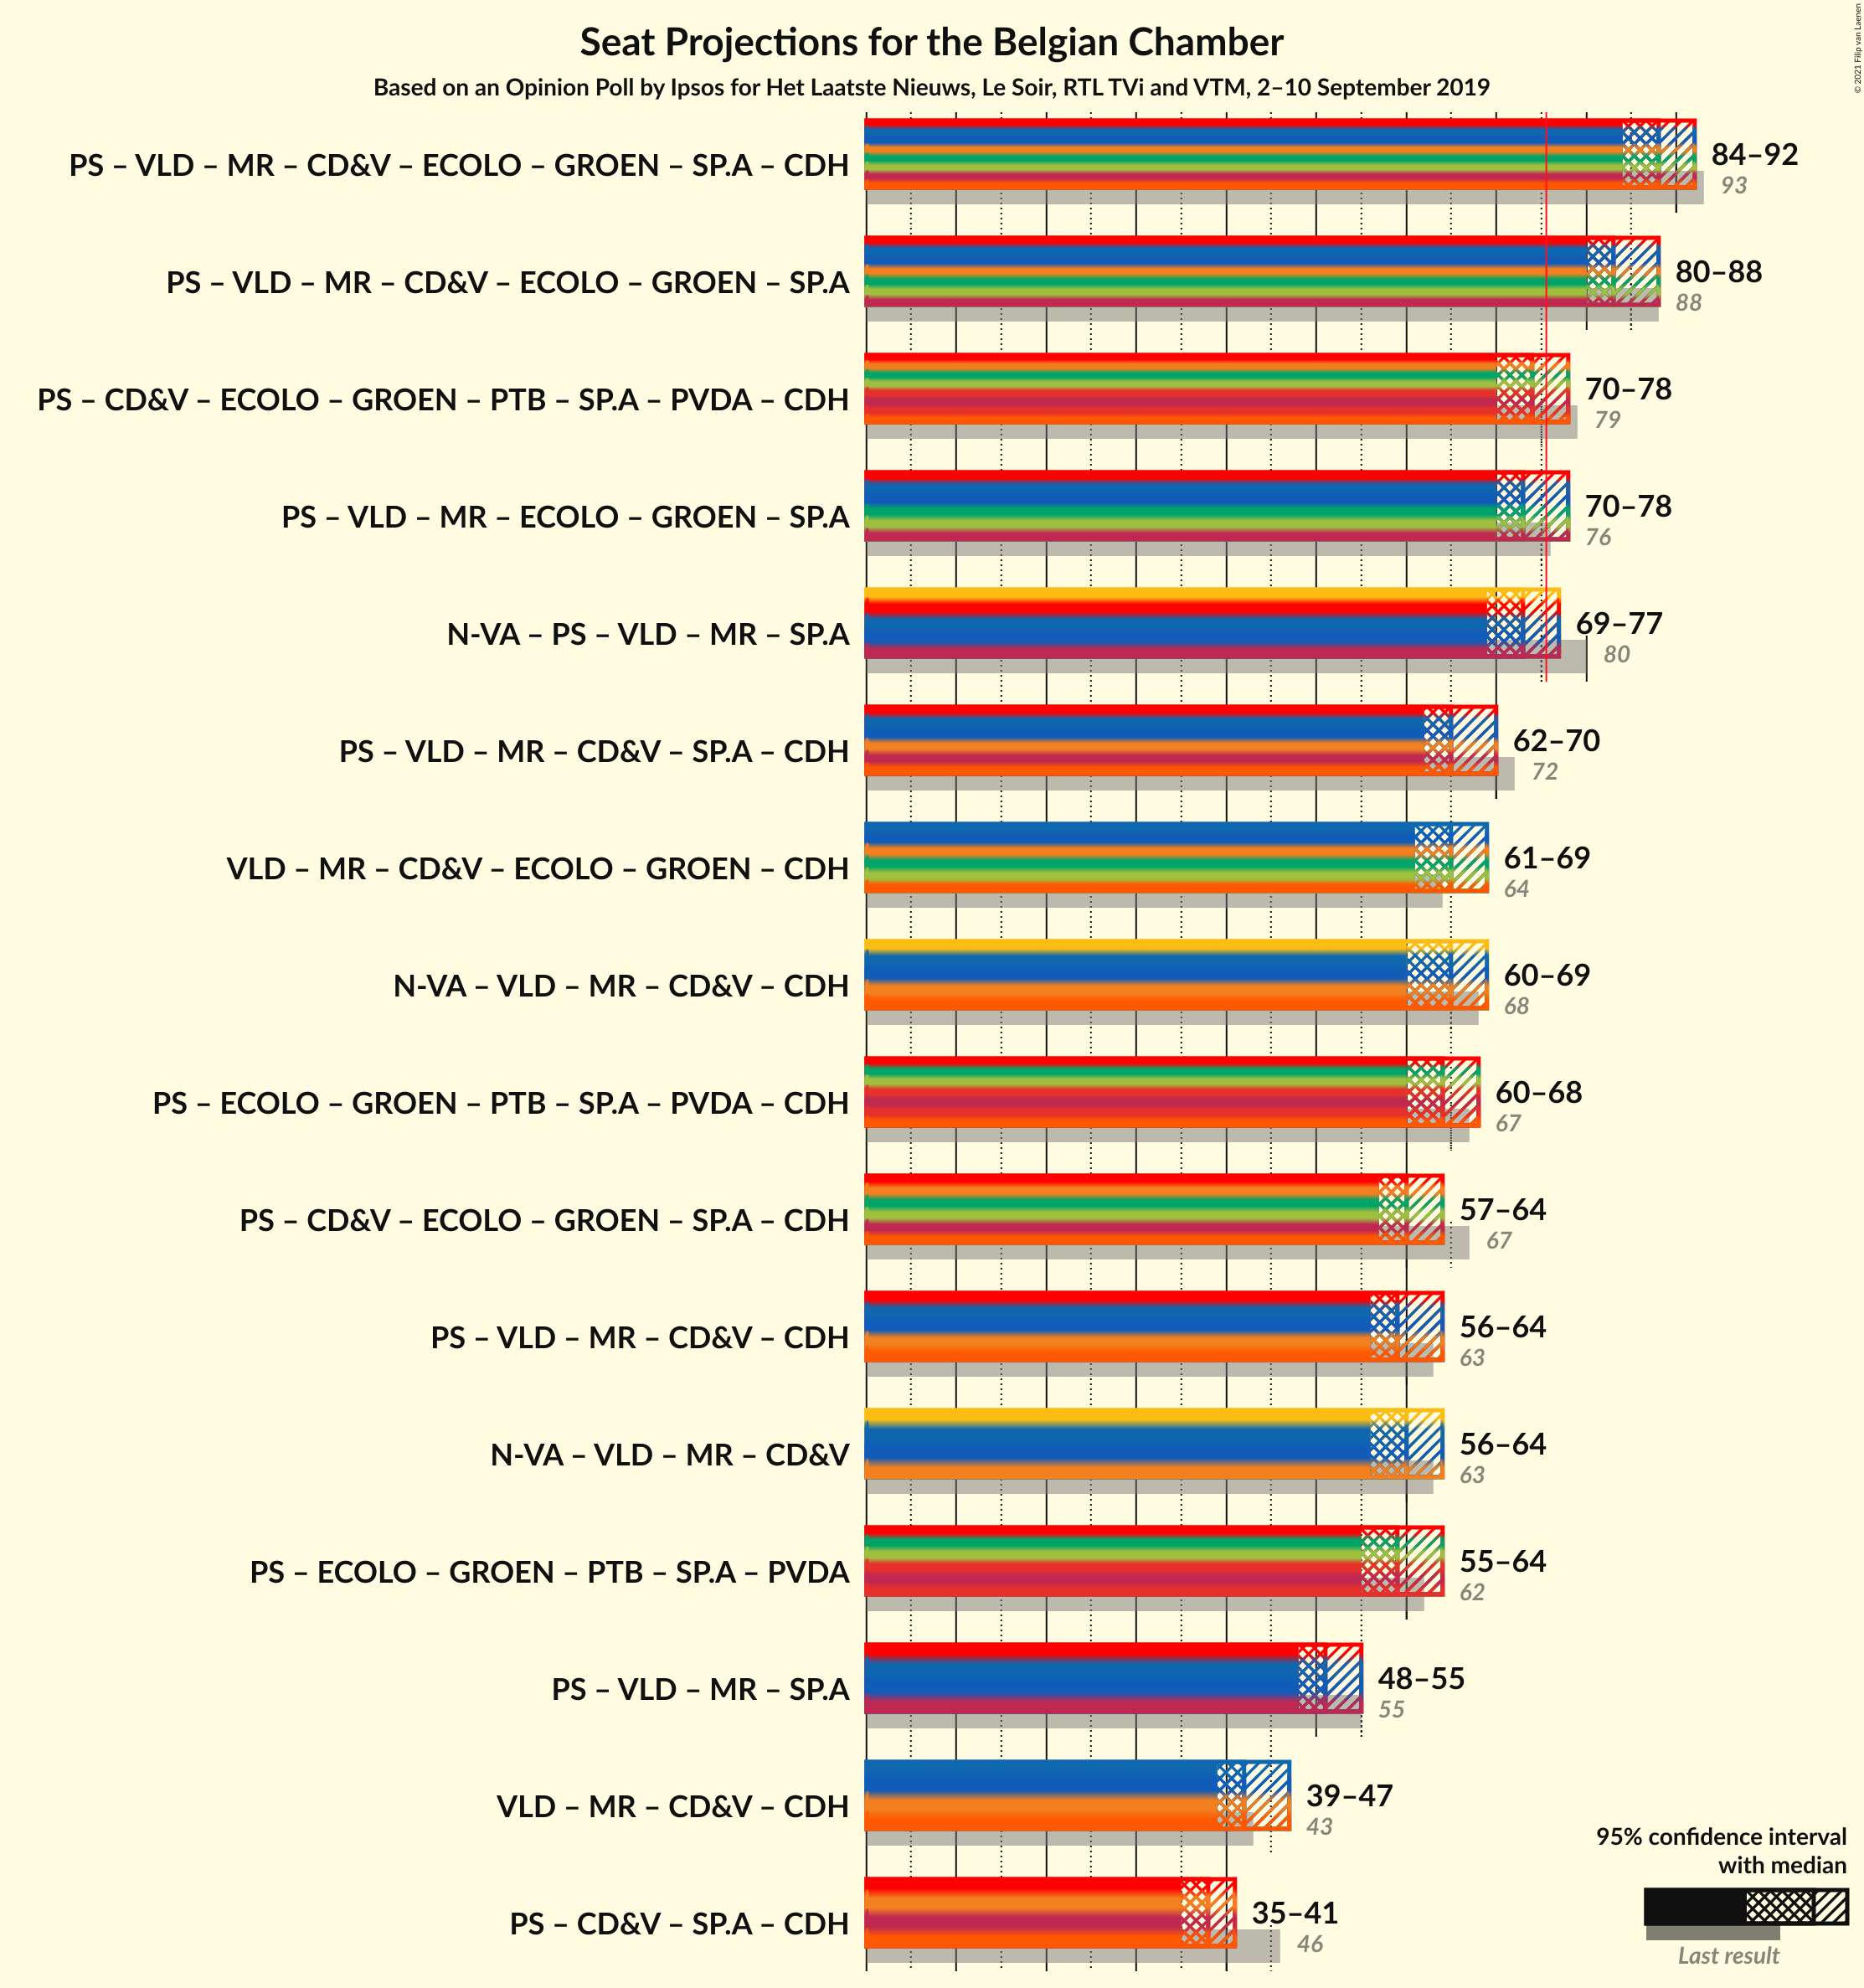 Seat Projections for the Belgian Chamber
Based on an Opinion Poll by Ipsos for Het Laatste Nieuws, Le Soir, RTL TVi and VTM, 2–10 September 2019
© 2021 Filip van Laenen
PS – VLD – MR – CD&V – ECOLO – GROEN – SP.A – CDH
84–92
93
PS – VLD – MR – CD&V – ECOLO – GROEN – SP.A
80–88
88
PS – CD&V – ECOLO – GROEN – PTB – SP.A – PVDA – CDH
70–78
79
PS – VLD – MR – ECOLO – GROEN – SP.A
70–78
76
N-VA – PS – VLD – MR – SP.A
69–77
80
PS – VLD – MR – CD&V – SP.A – CDH
62–70
72
VLD – MR – CD&V – ECOLO – GROEN – CDH
61–69
64
N-VA – VLD – MR – CD&V – CDH
60–69
68
PS – ECOLO – GROEN – PTB – SP.A – PVDA – CDH
60–68
67
PS – CD&V – ECOLO – GROEN – SP.A – CDH
57–64
67
PS – VLD – MR – CD&V – CDH
56–64
63
N-VA – VLD – MR – CD&V
56–64
63
PS – ECOLO – GROEN – PTB – SP.A – PVDA
55–64
62
PS – VLD – MR – SP.A
48–55
55
VLD – MR – CD&V – CDH
39–47
43
PS – CD&V – SP.A – CDH
35–41
46
95% confidence interval
with median
Last result